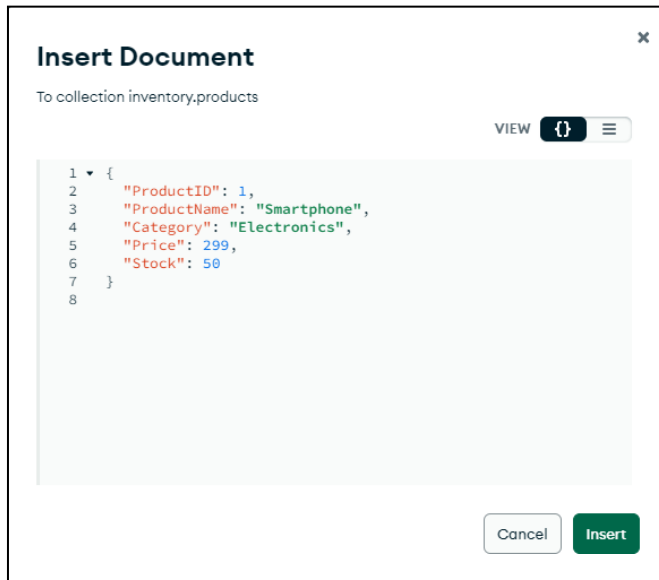 Insert Document
To collection inventory.products
VIEW {}
1 {
2 "ProductID": 1,
3 "ProductName": "Smartphone",
4 "Category": "Electronics",
5 "Price": 299,
6 "Stock": 50
7 }
8
Cancel Insert